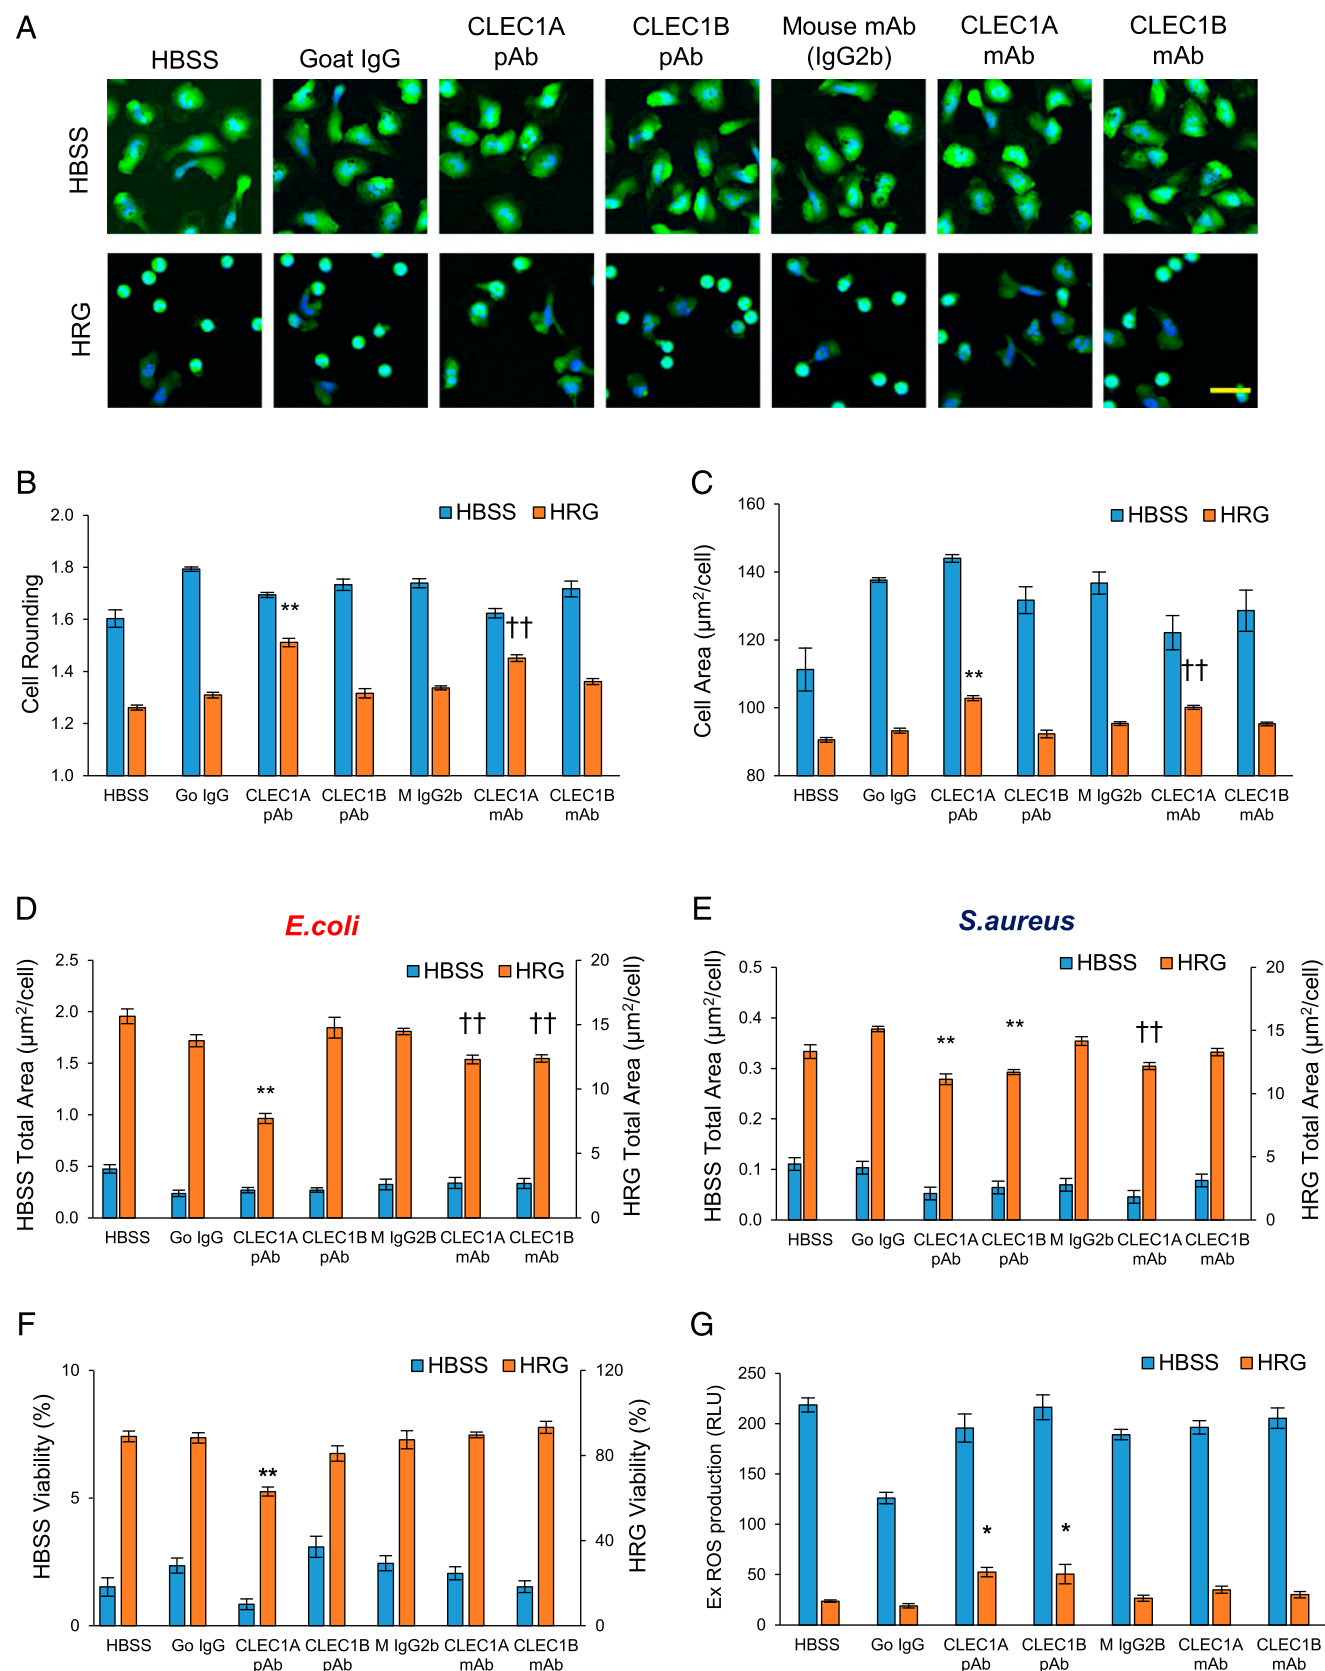 A
HBSS
Goat IgG
CLEC1A
pAb
CLEC1B
pAb
Mouse mAb
(IgG2b)
CLEC1A
mAb
CLEC1B
mAb
HBSS
HRG
B
HBSS HRG
Cell Rounding
2.0
1.8
1.6
1.4
1.2
1.0
**
††
HBSS Go IgG CLEC1A CLEC1B M IgG2b CLEC1A CLEC1B
pAb pAb mAb mAb
C
HBSS HRG
Cell Area (μm²/cell)
160
140
120
100
80
**
††
HBSS Go IgG CLEC1A CLEC1B M IgG2b CLEC1A CLEC1B
pAb pAb mAb mAb
D
E.coli
HBSS HRG
HBSS Total Area (μm²/cell)
2.5
2.0
1.5
1.0
0.5
0.0
**
††
††
20
15
10
5
0
HRG Total Area (μm²/cell)
HBSS Go IgG CLEC1A CLEC1B M IgG2B CLEC1A CLEC1B
pAb pAb mAb mAb
E
S.aureus
HBSS HRG
HBSS Total Area (μm²/cell)
0.5
0.4
0.3
0.2
0.1
0.0
**
**
††
20
15
10
5
0
HRG Total Area (μm²/cell)
HBSS Go IgG CLEC1A CLEC1B M IgG2b CLEC1A CLEC1B
pAb pAb mAb mAb
F
HBSS HRG
HBSS Viability (%)
10
5
0
**
120
80
40
0
HRG Viability (%)
HBSS Go IgG CLEC1A CLEC1B M IgG2b CLEC1A CLEC1B
pAb pAb mAb mAb
G
HBSS HRG
Ex ROS production (RLU)
250
200
150
100
50
0
*
*
HBSS Go IgG CLEC1A CLEC1B M IgG2B CLEC1A CLEC1B
pAb pAb mAb mAb